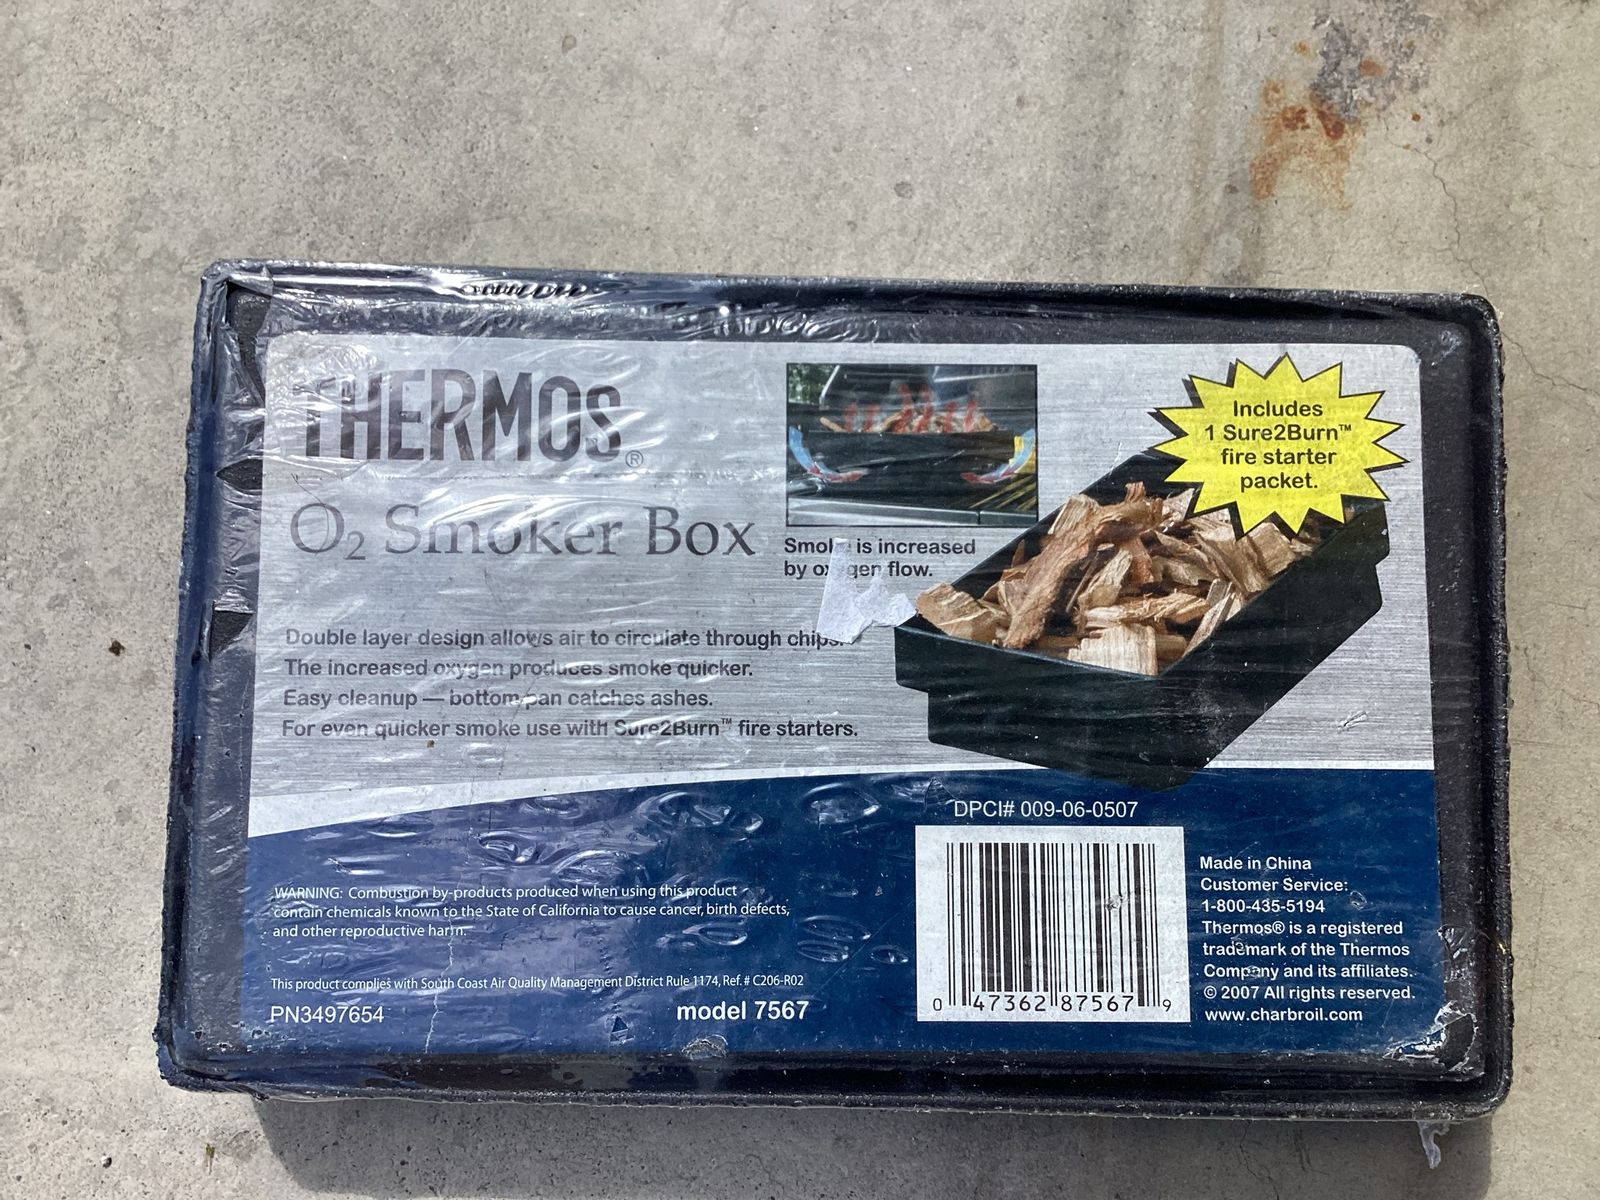 THERMOS®
O2 Smoker Box
Smoke is increased
by oxygen flow.
Includes
1 Sure2Burn™
fire starter
packet.
Double layer design allows air to circulate through chips.
The increased oxygen produces smoke quicker.
Easy cleanup — bottom pan catches ashes.
For even quicker smoke use with Sure2Burn™ fire starters.
DPCI# 009-06-0507
WARNING: Combustion by-products produced when using this product
contain chemicals known to the State of California to cause cancer, birth defects,
and other reproductive harm.
This product complies with South Coast Air Quality Management District Rule 1174, Ref. # C206-R02
PN3497654
model 7567
0 47362 87567 9
Made in China
Customer Service:
1-800-435-5194
Thermos® is a registered
trademark of the Thermos
Company and its affiliates.
© 2007 All rights reserved.
www.charbroil.com